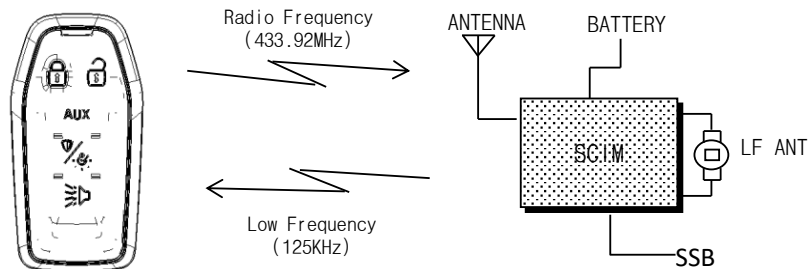 Radio Frequency
(433.92MHz)
ANTENNA
BATTERY
AUX
SCIM
LF ANT
Low Frequency
(125KHz)
SSB